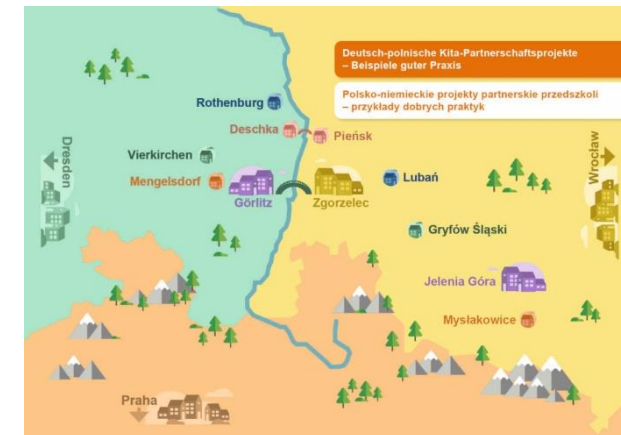 Deutsch-polnische Kita-Partnerschaftsprojekte
– Beispiele guter Praxis
Polsko-niemieckie projekty partnerskie przedszkoli
– przykłady dobrych praktyk
Rothenburg
Deschka
Pieńsk
Vierkirchen
Mengelsdorf
Görlitz
Zgorzelec
Lubań
Dresden
Wrocław
Gryfów Śląski
Jelenia Góra
Mysłakowice
Praha